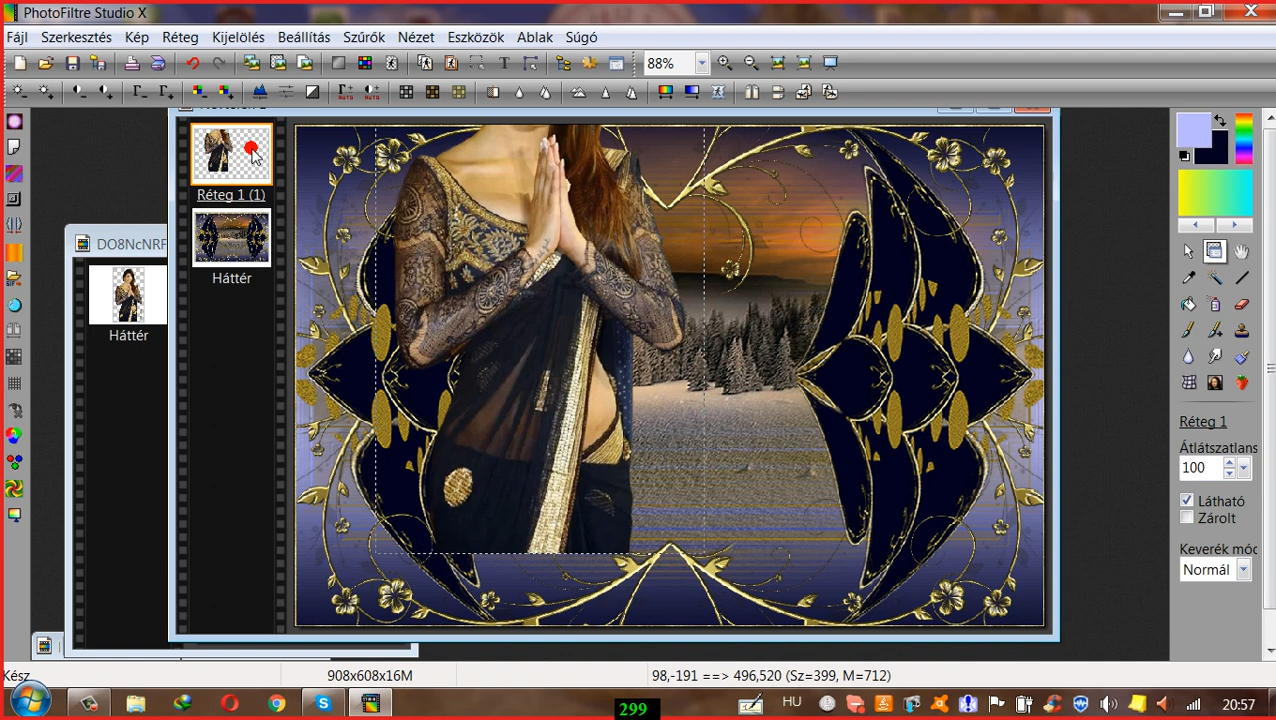 PhotoFiltre Studio X
Fájl Szerkesztés Kép Réteg Kijelölés Beállítás Szűrők Nézet Eszközök Ablak Súgó
88%
Réteg 1 (1)
Háttér
DO8NcNRF
Háttér
Réteg 1
Átlátszatlans
100
Látható
Zárolt
Keverék móc
Normál
Kész
908x608x16M
98,-191 ==> 496,520 (Sz=399, M=712)
HU
20:57
299